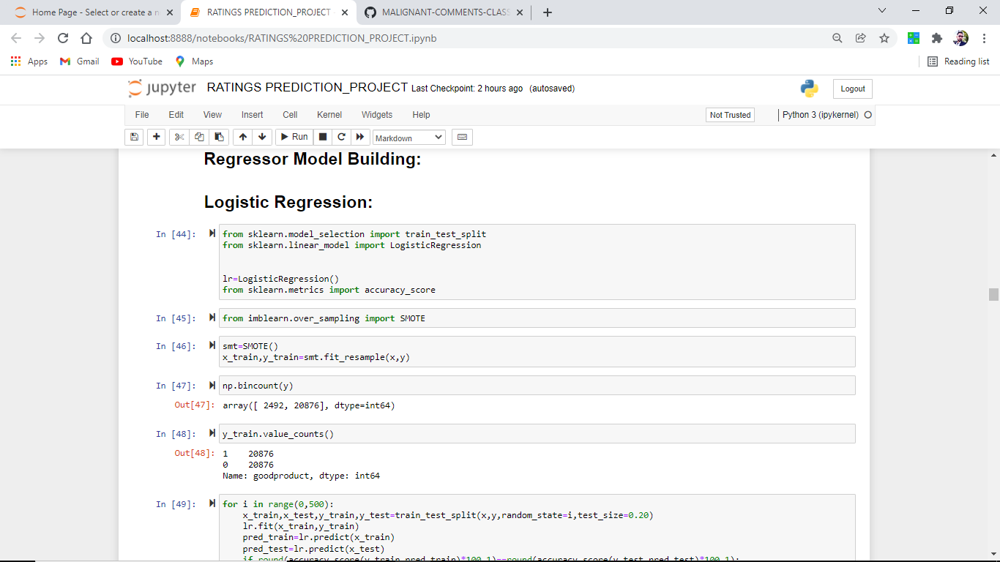 Home Page - Select or create a n
RATINGS PREDICTION_PROJECT -
MALIGNANT-COMMENTS-CLASS
localhost:8888/notebooks/RATINGS%20PREDICTION_PROJECT.ipynb
Apps
Gmail
YouTube
Maps
Reading list
jupyter
RATINGS PREDICTION_PROJECT Last Checkpoint: 2 hours ago (autosaved)
Logout
File
Edit
View
Insert
Cell
Kernel
Widgets
Help
Not Trusted
Python 3 (ipykernel)
Run
Markdown
Regressor Model Building:
Logistic Regression:
In [44]:
from sklearn.model_selection import train_test_split
from sklearn.linear_model import LogisticRegression
lr=LogisticRegression()
from sklearn.metrics import accuracy_score
In [45]:
from imblearn.over_sampling import SMOTE
In [46]:
smt=SMOTE()
x_train,y_train=smt.fit_resample(x,y)
In [47]:
np.bincount(y)
Out[47]:
array([ 2492, 20876], dtype=int64)
In [48]:
y_train.value_counts()
Out[48]:
1    20876
0    20876
Name: goodproduct, dtype: int64
In [49]:
for i in range(0,500):
x_train,x_test,y_train,y_test=train_test_split(x,y,random_state=i,test_size=0.20)
lr.fit(x_train,y_train)
pred_train=lr.predict(x_train)
pred_test=lr.predict(x_test)
if round(accuracy_score(y_train,pred_train)*100,1)==round(accuracy_score(y_test,pred_test)*100,1):